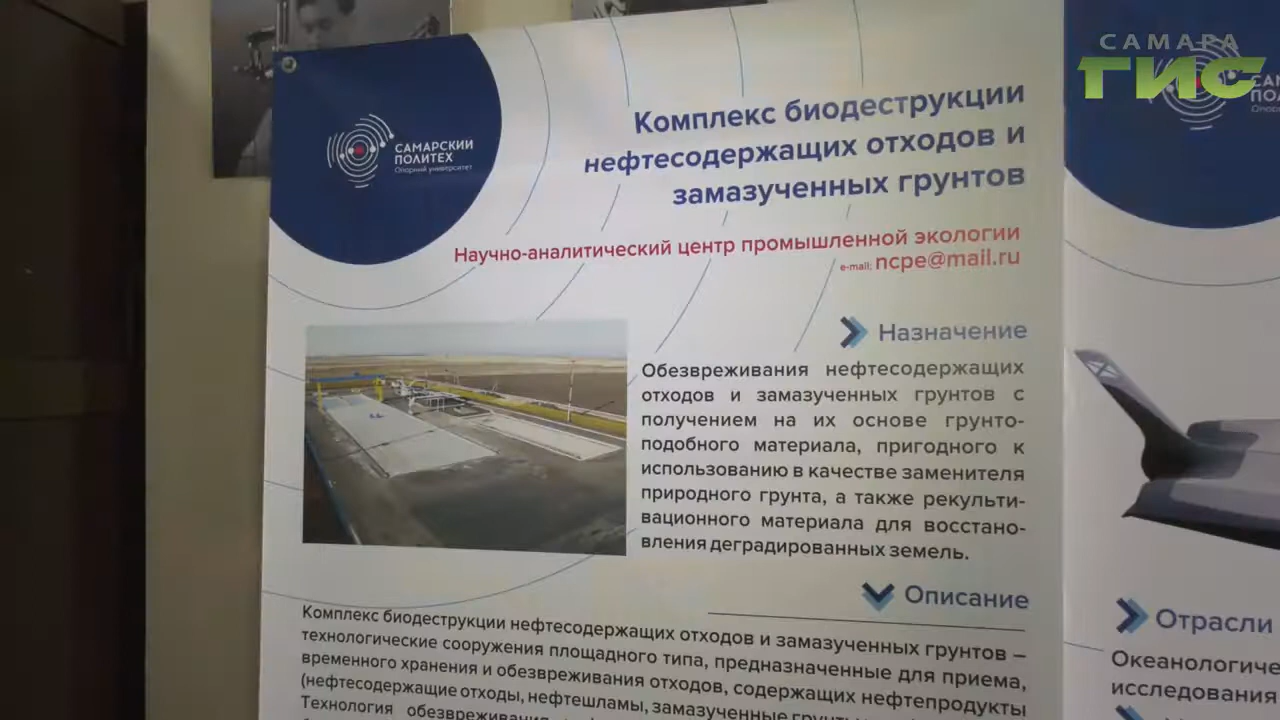 САМАРА
ГИС
САМАРСКИЙ
ПОЛИТЕХ
Опорный университет
Комплекс биодеструкции
нефтесодержащих отходов и
замазученных грунтов
Научно-аналитический центр промышленной экологии
e-mail: ncpe@mail.ru
Назначение
Обезвреживания нефтесодержащих
отходов и замазученных грунтов с
получением на их основе грунто-
подобного материала, пригодного к
использованию в качестве заменителя
природного грунта, а также рекульти-
вационного материала для восстано-
вления деградированных земель.
Описание
Комплекс биодеструкции нефтесодержащих отходов и замазученных грунтов –
технологические сооружения площадного типа, предназначенные для приема,
временного хранения и обезвреживания отходов, содержащих нефтепродукты
(нефтесодержащие отходы, нефтешламы, замазученные
Технология
Отрасли
Океанологиче
исследования